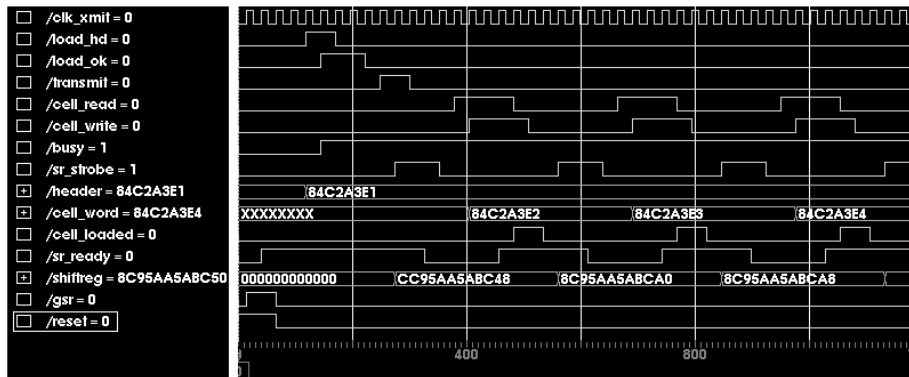 /clk_xmit = 0
/load_hd = 0
/load_ok = 0
/transmit = 0
/cell_read = 0
/cell_write = 0
/busy = 1
/sr_strobe = 1
/header = 84C2A3E1 84C2A3E1
/cell_word = 84C2A3E4 XXXXXXXX 84C2A3E2 84C2A3E3 84C2A3E4
/cell_loaded = 0
/sr_ready = 0
/shiftreg = 8C95AA5ABC50 000000000000 CC95AA5ABC48 8C95AA5ABCA0 8C95AA5ABCA8
/gsr = 0
/reset = 0
400 800